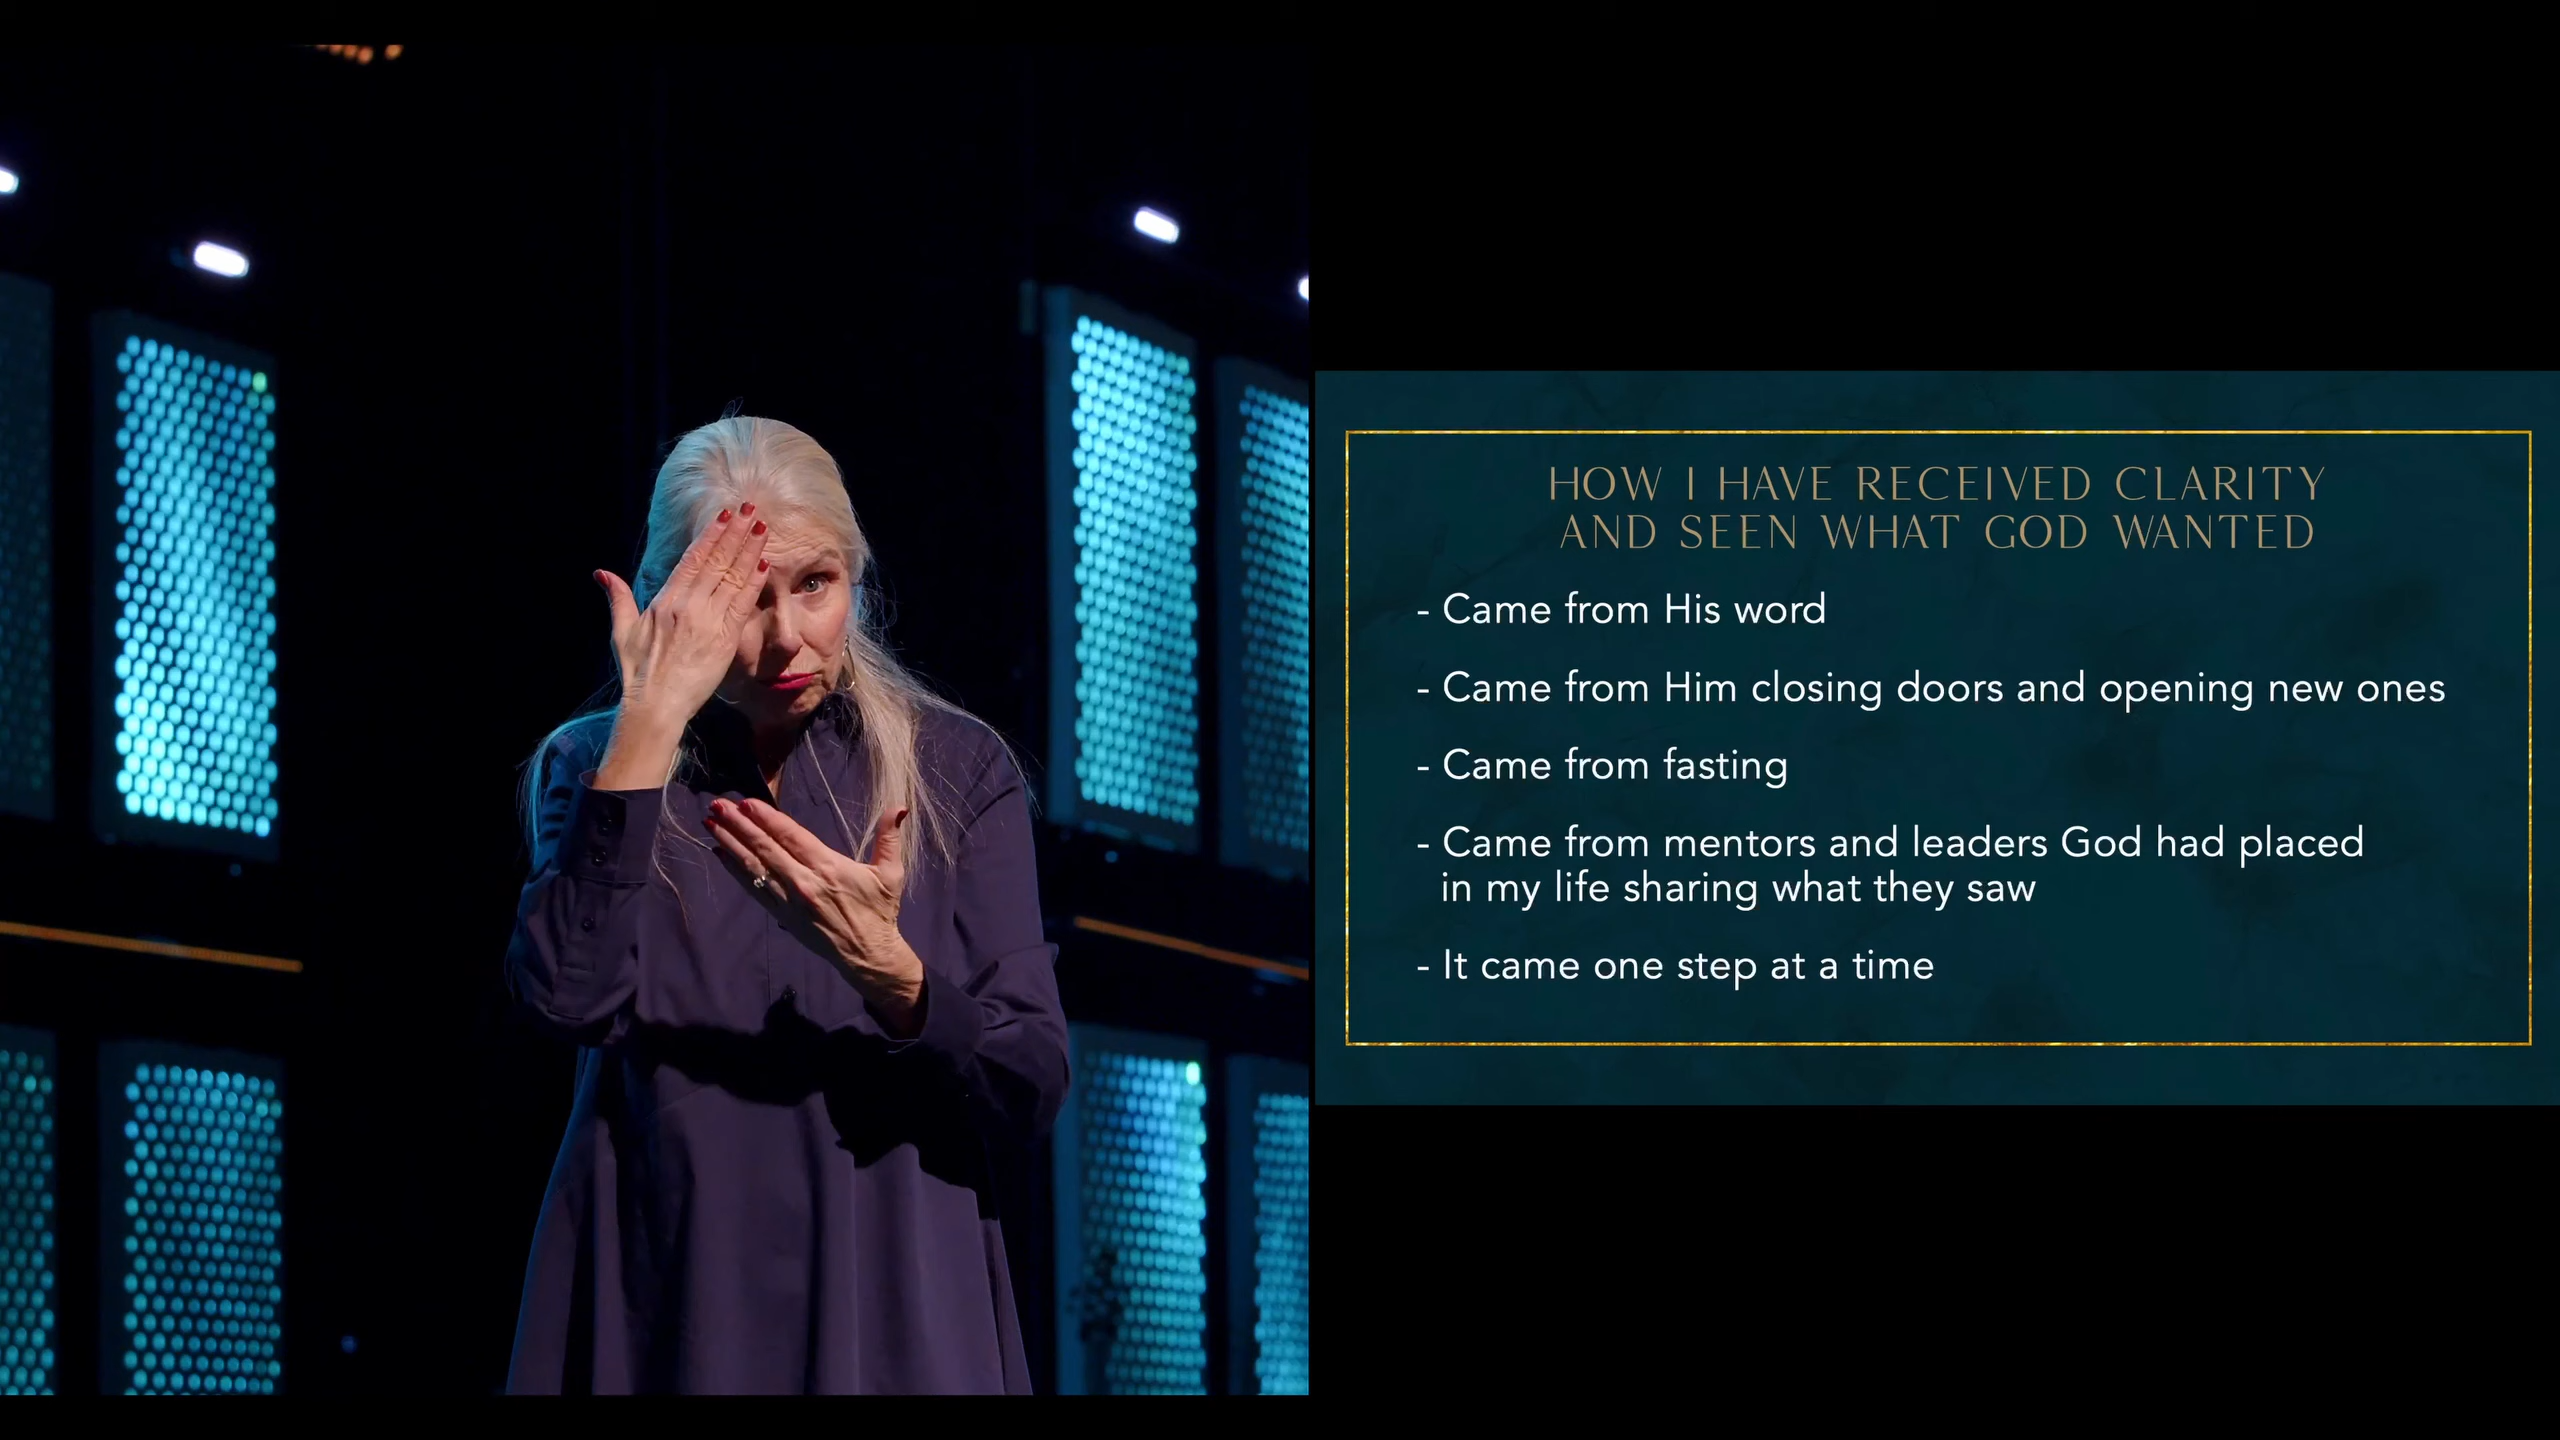 HOW I HAVE RECEIVED CLARITY
AND SEEN WHAT GOD WANTED
- Came from His word
- Came from Him closing doors and opening new ones
- Came from fasting
- Came from mentors and leaders God had placed
in my life sharing what they saw
- It came one step at a time